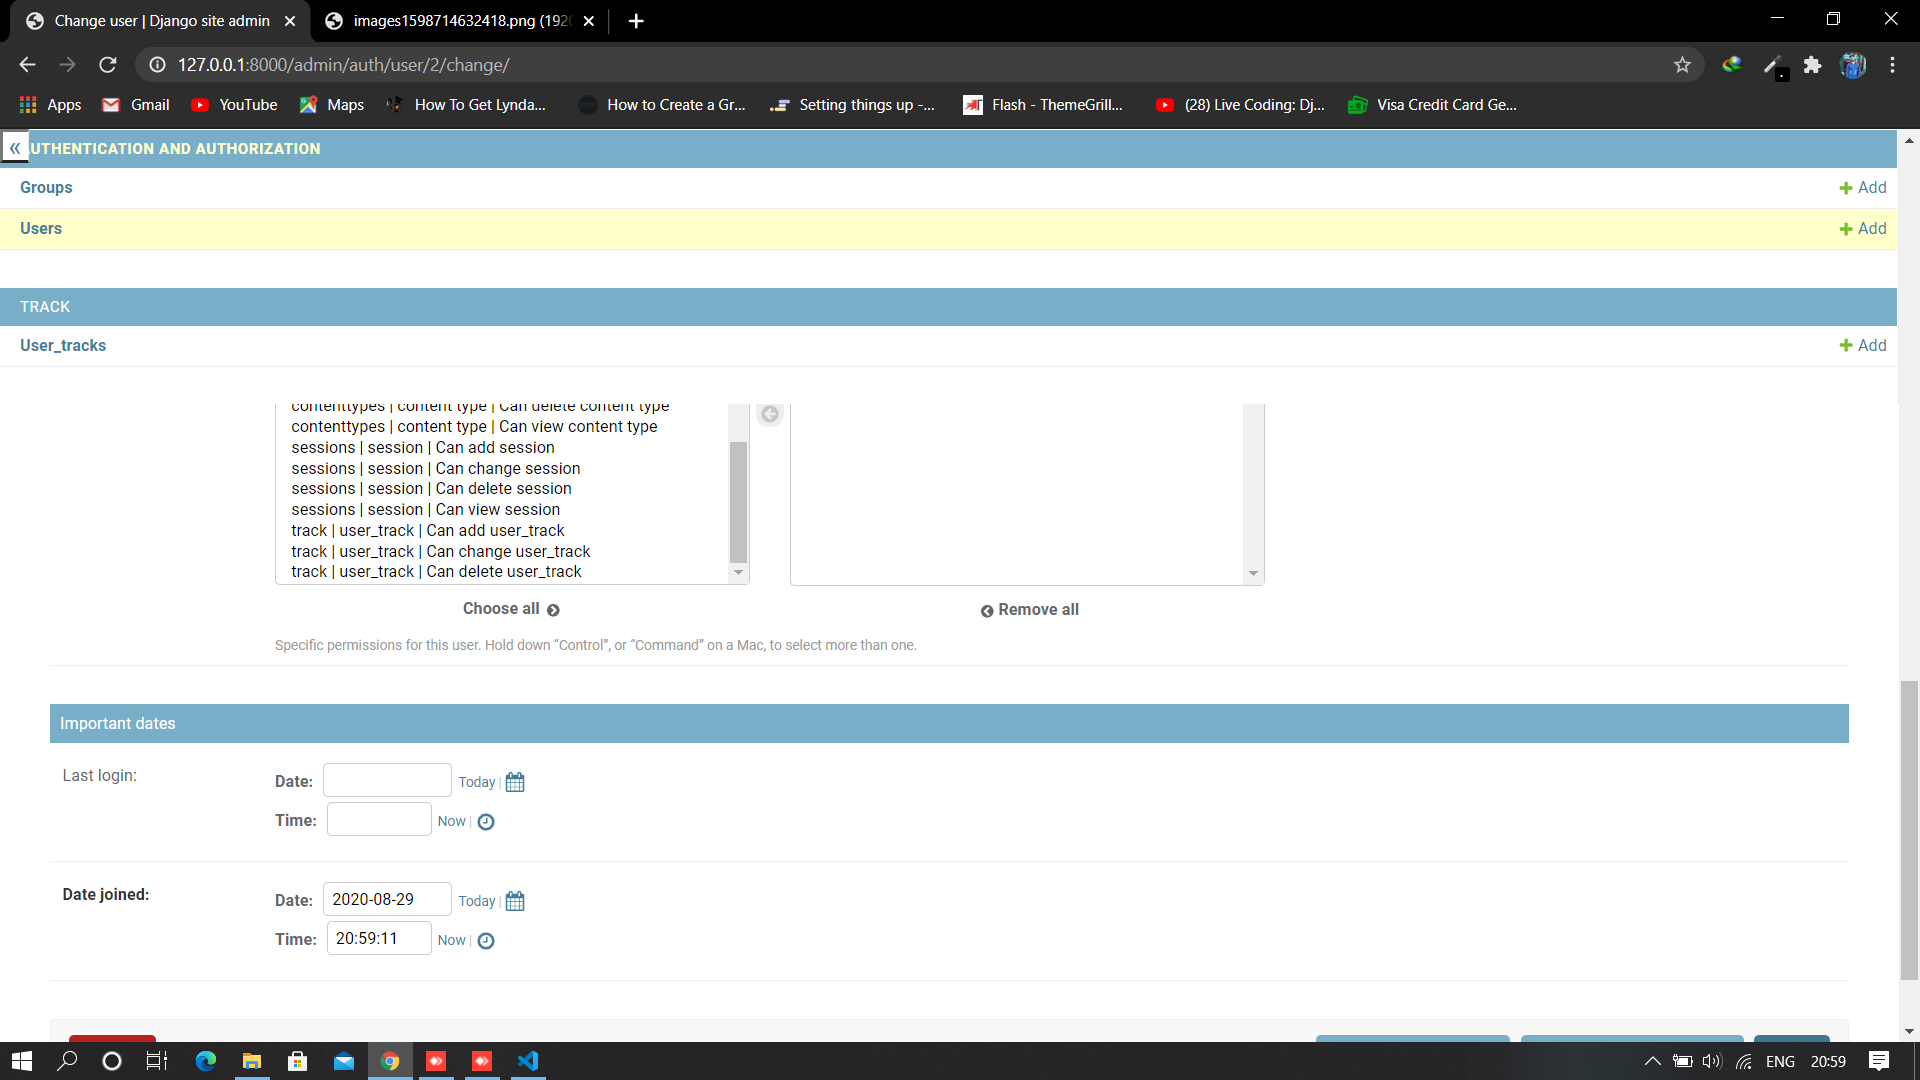 Change user | Django site admin
images1598714632418.png (192
127.0.0.1:8000/admin/auth/user/2/change/
Apps
Gmail
YouTube
Maps
How To Get Lynda...
How to Create a Gr...
Setting things up -...
Flash - ThemeGrill...
(28) Live Coding: Dj...
Visa Credit Card Ge...
«
UTHENTICATION AND AUTHORIZATION
Groups
Add
Users
Add
TRACK
User_tracks
Add
contenttypes | content type | Can delete content type
contenttypes | content type | Can view content type
sessions | session | Can add session
sessions | session | Can change session
sessions | session | Can delete session
sessions | session | Can view session
track | user_track | Can add user_track
track | user_track | Can change user_track
track | user_track | Can delete user_track
Choose all
Remove all
Specific permissions for this user. Hold down “Control”, or “Command” on a Mac, to select more than one.
Important dates
Last login:
Date:
Today |
Time:
Now |
Date joined:
Date: 2020-08-29 Today |
Time: 20:59:11 Now |
ENG
20:59